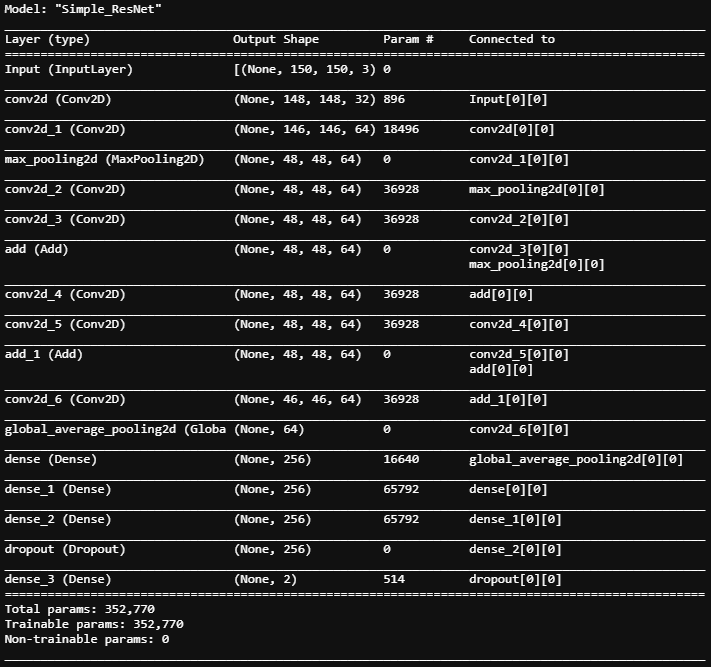 Model: "Simple_ResNet"
Layer (type) Output Shape Param # Connected to
Input (InputLayer) [(None, 150, 150, 3) 0
conv2d (Conv2D) (None, 148, 148, 32) 896 Input[0][0]
conv2d_1 (Conv2D) (None, 146, 146, 64) 18496 conv2d[0][0]
max_pooling2d (MaxPooling2D) (None, 48, 48, 64) 0 conv2d_1[0][0]
conv2d_2 (Conv2D) (None, 48, 48, 64) 36928 max_pooling2d[0][0]
conv2d_3 (Conv2D) (None, 48, 48, 64) 36928 conv2d_2[0][0]
add (Add) (None, 48, 48, 64) 0 conv2d_3[0][0]
max_pooling2d[0][0]
conv2d_4 (Conv2D) (None, 48, 48, 64) 36928 add[0][0]
conv2d_5 (Conv2D) (None, 48, 48, 64) 36928 conv2d_4[0][0]
add_1 (Add) (None, 48, 48, 64) 0 conv2d_5[0][0]
add[0][0]
conv2d_6 (Conv2D) (None, 46, 46, 64) 36928 add_1[0][0]
global_average_pooling2d (Globa (None, 64) 0 conv2d_6[0][0]
dense (Dense) (None, 256) 16640 global_average_pooling2d[0][0]
dense_1 (Dense) (None, 256) 65792 dense[0][0]
dense_2 (Dense) (None, 256) 65792 dense_1[0][0]
dropout (Dropout) (None, 256) 0 dense_2[0][0]
dense_3 (Dense) (None, 2) 514 dropout[0][0]
Total params: 352,770
Trainable params: 352,770
Non-trainable params: 0